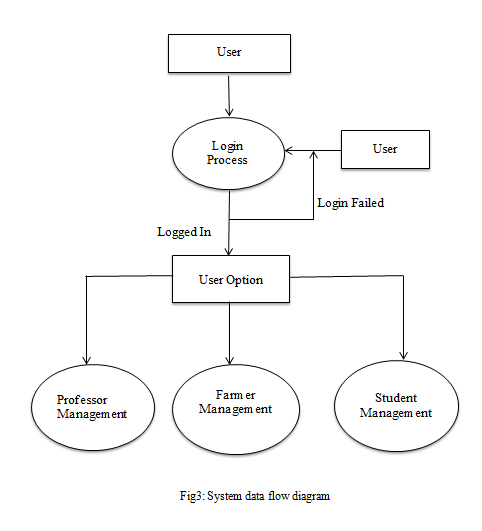 User
Login
Process
User
Login Failed
Logged In
User Option
Professor
Management
Farmer
Management
Student
Management
Fig3: System data flow diagram